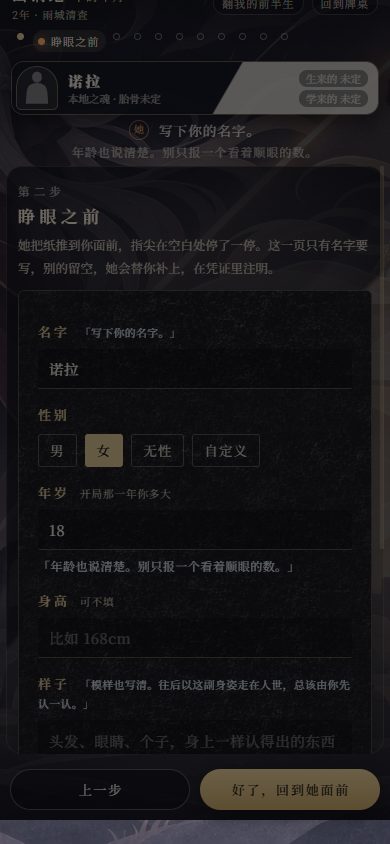 2年 · 雨城清查
翻我的前半生
回到牌桌
睁眼之前
诺拉
本地之魂 · 胎骨未定
生来的 未定
学来的 未定
她 写下你的名字。
年龄也说清楚。别只报一个看着顺眼的数。
第二步
睁眼之前
她把纸推到你面前，指尖在空白处停了一停。这一页只有名字要
写，别的留空，她会替你补上，在凭证里注明。
名字 「写下你的名字。」
诺拉
性别
男 女 无性 自定义
年岁 开局那一年你多大
18
「年龄也说清楚。别只报一个看着顺眼的数。」
身高 可不填
比如 168cm
样子 「模样也写清。往后以这副身姿走在人世，总该由你先
认一认。」
头发、眼睛、个子，身上一样认得出的东西
上一步
好了，回到她面前